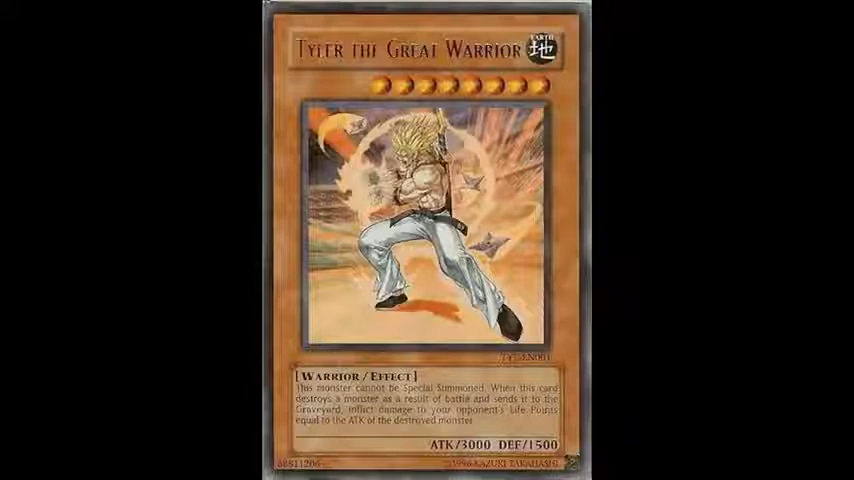 TYLER THE GREAT WARRIOR
EARTH
地
TYL-EN001
[WARRIOR/EFFECT]
This monster cannot be Special Summoned. When this card
destroys a monster as a result of battle and sends it to the
Graveyard, inflict damage to your opponent's Life Points
equal to the ATK of the destroyed monster.
ATK/3000 DEF/1500
©1996 KAZUKI TAKAHASHI